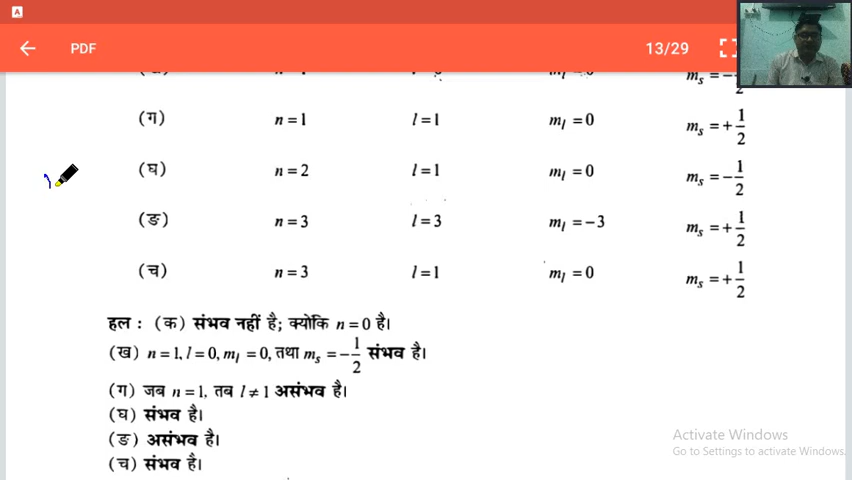 A
PDF 13/29
(ग) n = 1 l = 1 m_l = 0 m_s = + 1/2
(घ) n = 2 l = 1 m_l = 0 m_s = − 1/2
(ङ) n = 3 l = 3 m_l = −3 m_s = + 1/2
(च) n = 3 l = 1 m_l = 0 m_s = + 1/2
हल : (क) संभव नहीं है; क्योंकि n = 0 है।
(ख) n = 1, l = 0, m_l = 0, तथा m_s = − 1/2 संभव है।
(ग) जब n = 1, तब l ≠ 1 असंभव है।
(घ) संभव है।
(ङ) असंभव है।
(च) संभव है।
Activate Windows
Go to Settings to activate Windows.